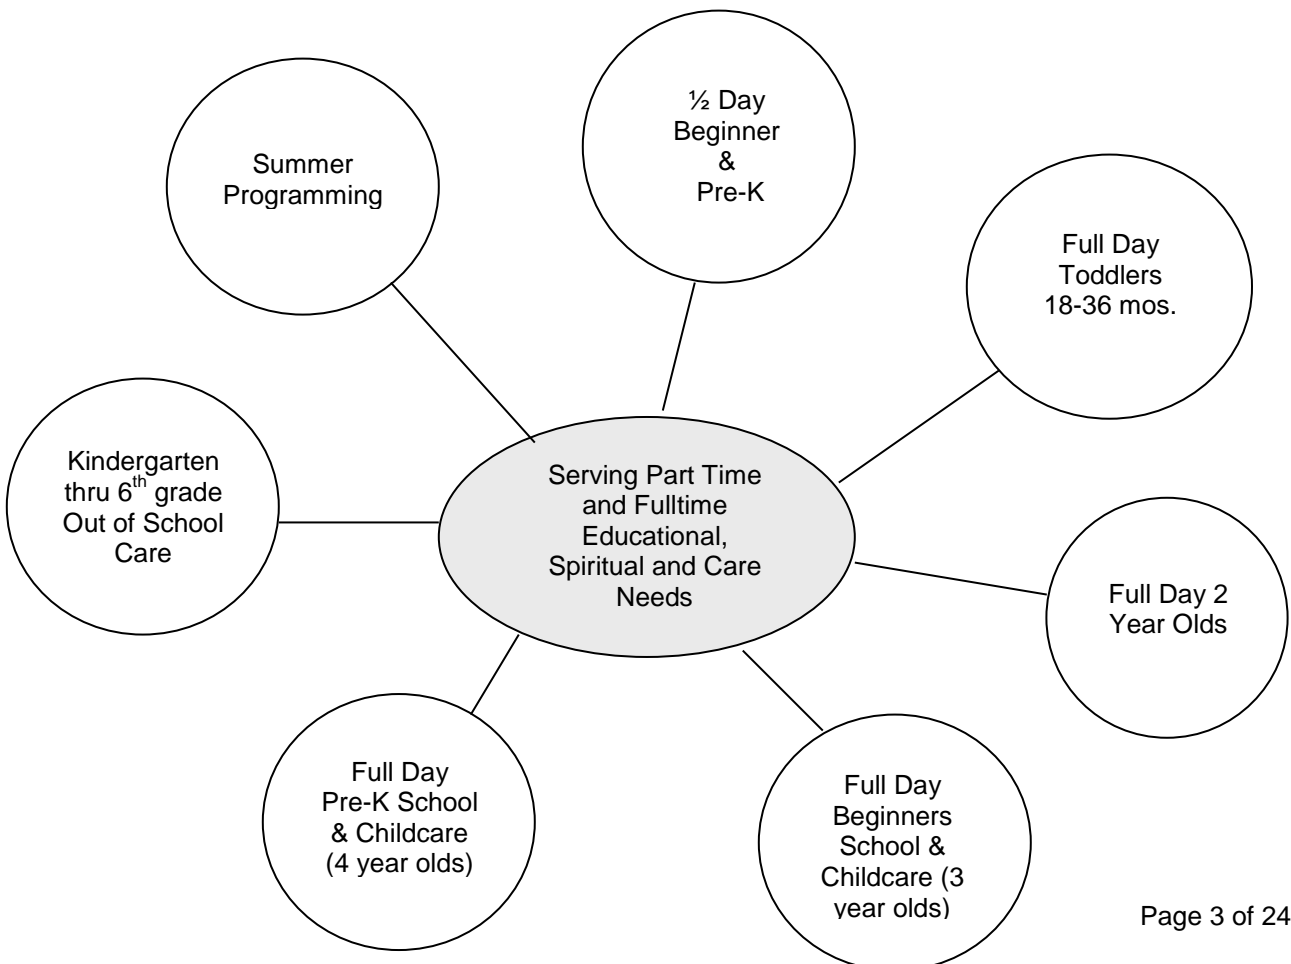 ½ Day
Beginner
&
Pre-K
Summer
Programming
Full Day
Toddlers
18-36 mos.
Kindergarten
thru 6th grade
Out of School
Care
Serving Part Time
and Fulltime
Educational,
Spiritual and Care
Needs
Full Day 2
Year Olds
Full Day
Pre-K School
& Childcare
(4 year olds)
Full Day
Beginners
School &
Childcare (3
year olds)
Page 3 of 24